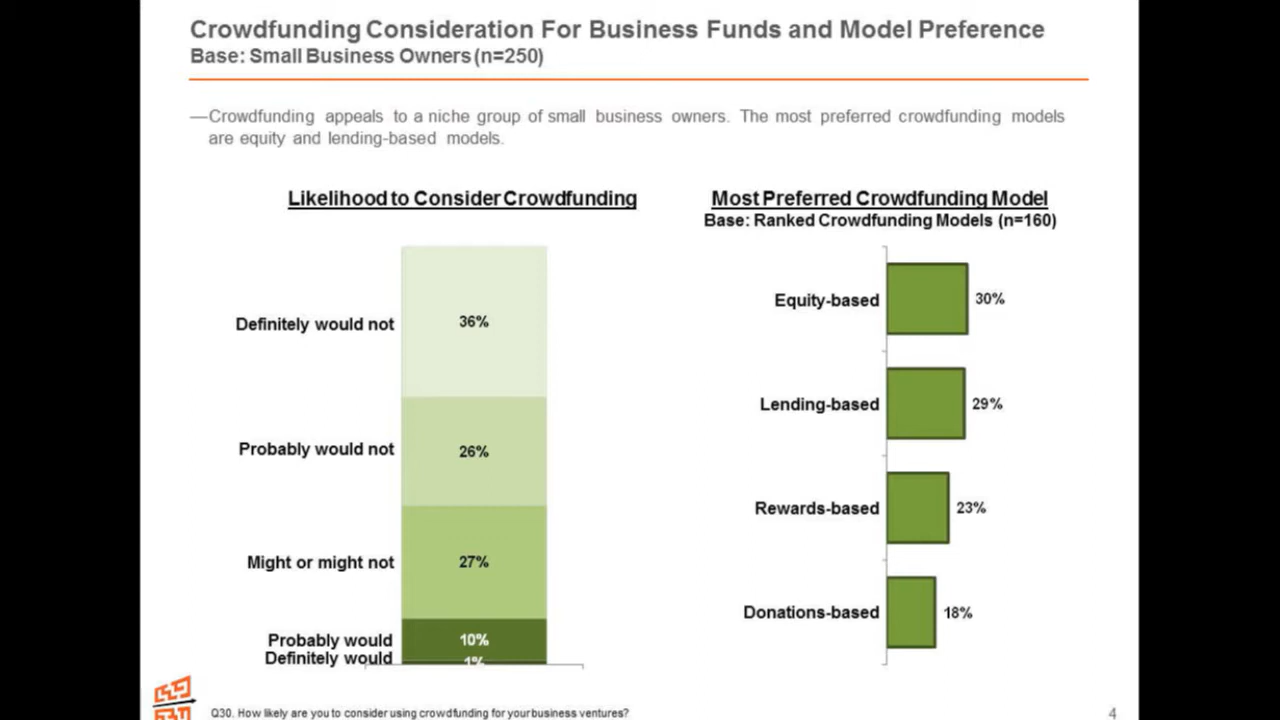 Crowdfunding Consideration For Business Funds and Model Preference
Base: Small Business Owners (n=250)
—Crowdfunding appeals to a niche group of small business owners. The most preferred crowdfunding models
are equity and lending-based models.
Likelihood to Consider Crowdfunding
Definitely would not
36%
Probably would not
26%
Might or might not
27%
Probably would
10%
Definitely would
1%
Most Preferred Crowdfunding Model
Base: Ranked Crowdfunding Models (n=160)
Equity-based
30%
Lending-based
29%
Rewards-based
23%
Donations-based
18%
Q30. How likely are you to consider using crowdfunding for your business ventures?
4